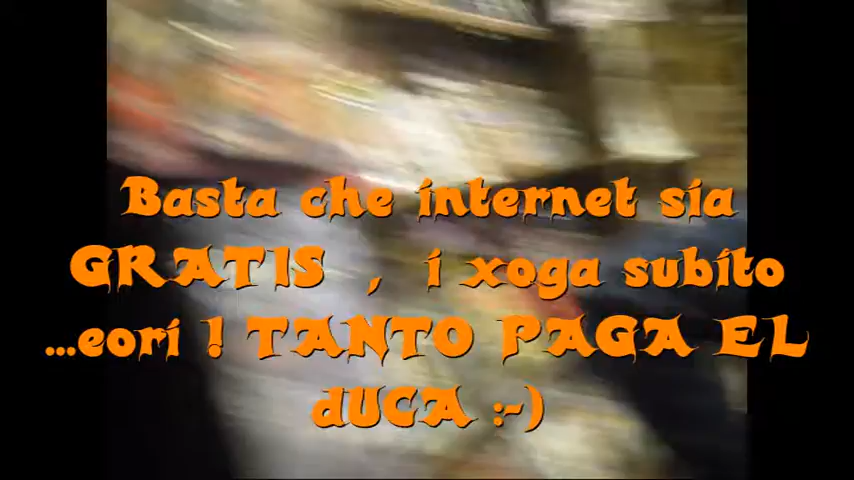 Basta che internet sia
GRATIS , i xoga subito
...eori ! TANTO PAGA EL
dUCA :-)